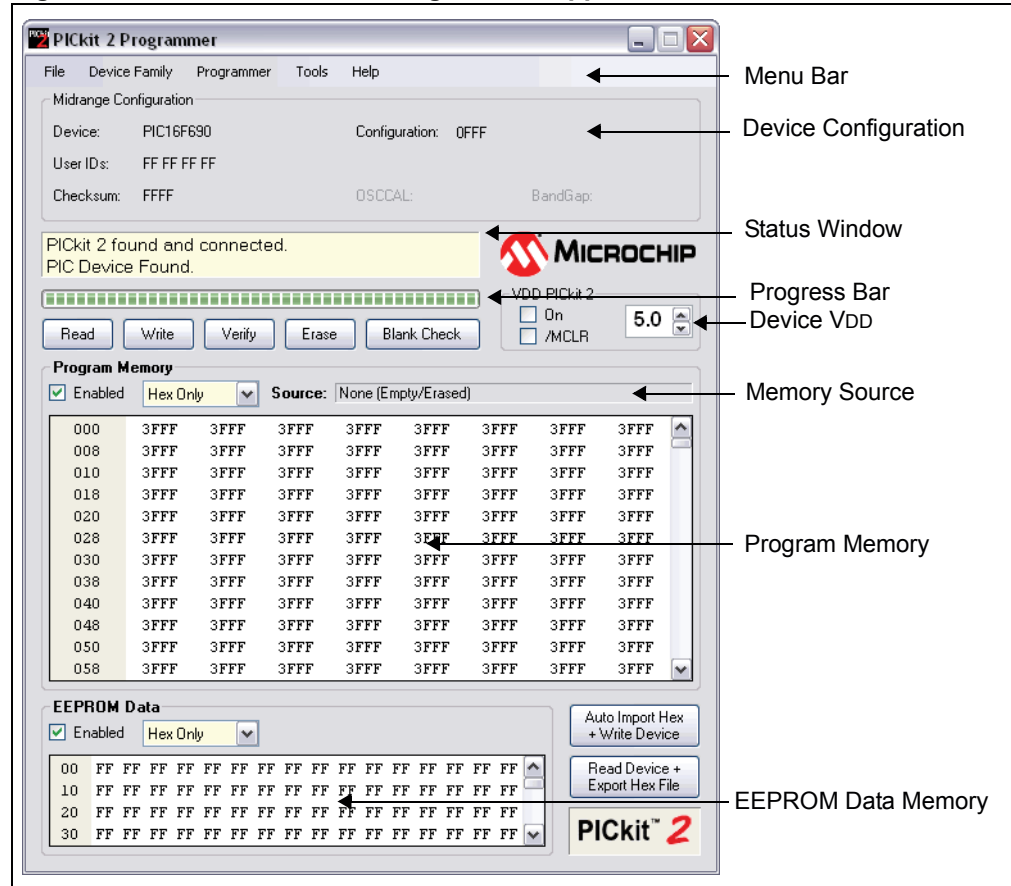 PICkit 2 Programmer
File Device Family Programmer Tools Help
Menu Bar
Midrange Configuration
Device: PIC16F690 Configuration: 0FFF
Device Configuration
User IDs: FF FF FF FF
Checksum: FFFF OSCCAL: BandGap:
PICkit 2 found and connected.
PIC Device Found.
MICROCHIP
Status Window
VDD PICkit 2
On
/MCLR
5.0
Progress Bar
Device VDD
Read Write Verify Erase Blank Check
Program Memory
Enabled Hex Only Source: None (Empty/Erased)
Memory Source
000 3FFF 3FFF 3FFF 3FFF 3FFF 3FFF 3FFF 3FFF
008 3FFF 3FFF 3FFF 3FFF 3FFF 3FFF 3FFF 3FFF
010 3FFF 3FFF 3FFF 3FFF 3FFF 3FFF 3FFF 3FFF
018 3FFF 3FFF 3FFF 3FFF 3FFF 3FFF 3FFF 3FFF
020 3FFF 3FFF 3FFF 3FFF 3FFF 3FFF 3FFF 3FFF
028 3FFF 3FFF 3FFF 3FFF 3FFF 3FFF 3FFF 3FFF
030 3FFF 3FFF 3FFF 3FFF 3FFF 3FFF 3FFF 3FFF
038 3FFF 3FFF 3FFF 3FFF 3FFF 3FFF 3FFF 3FFF
040 3FFF 3FFF 3FFF 3FFF 3FFF 3FFF 3FFF 3FFF
048 3FFF 3FFF 3FFF 3FFF 3FFF 3FFF 3FFF 3FFF
050 3FFF 3FFF 3FFF 3FFF 3FFF 3FFF 3FFF 3FFF
058 3FFF 3FFF 3FFF 3FFF 3FFF 3FFF 3FFF 3FFF
Program Memory
EEPROM Data
Enabled Hex Only
00 FF FF FF FF FF FF FF FF FF FF FF FF FF FF FF FF
10 FF FF FF FF FF FF FF FF FF FF FF FF FF FF FF FF
20 FF FF FF FF FF FF FF FF FF FF FF FF FF FF FF FF
30 FF FF FF FF FF FF FF FF FF FF FF FF FF FF FF FF
Auto Import Hex
+ Write Device
Read Device +
Export Hex File
EEPROM Data Memory
PICkit™ 2